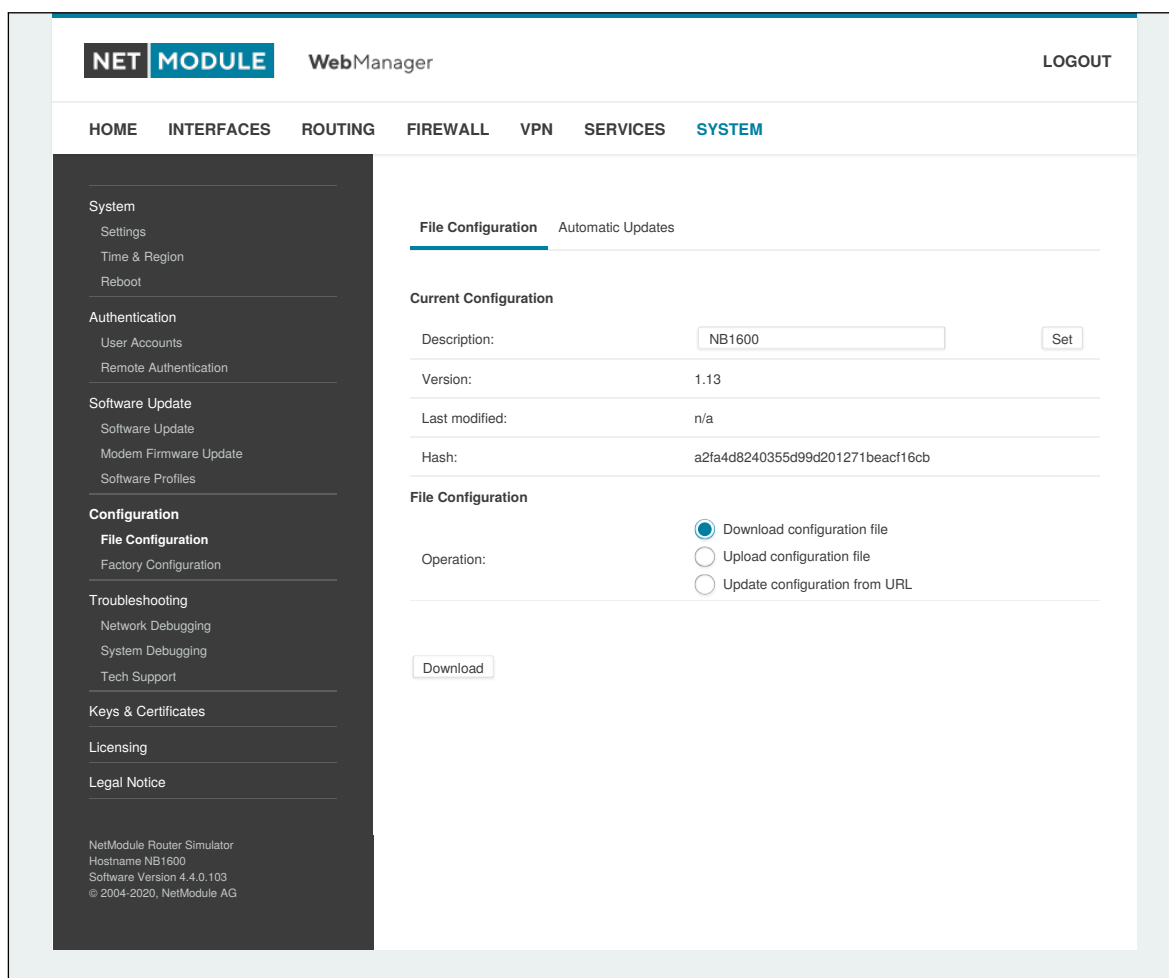 NET MODULE WebManager LOGOUT
HOME INTERFACES ROUTING FIREWALL VPN SERVICES SYSTEM
System
Settings
Time & Region
Reboot
Authentication
User Accounts
Remote Authentication
Software Update
Software Update
Modem Firmware Update
Software Profiles
Configuration
File Configuration
Factory Configuration
Troubleshooting
Network Debugging
System Debugging
Tech Support
Keys & Certificates
Licensing
Legal Notice
NetModule Router Simulator
Hostname NB1600
Software Version 4.4.0.103
© 2004-2020, NetModule AG
File Configuration Automatic Updates
Current Configuration
Description: NB1600 Set
Version: 1.13
Last modified: n/a
Hash: a2fa4d8240355d99d201271beacf16cb
File Configuration
Operation:
Download configuration file
Upload configuration file
Update configuration from URL
Download